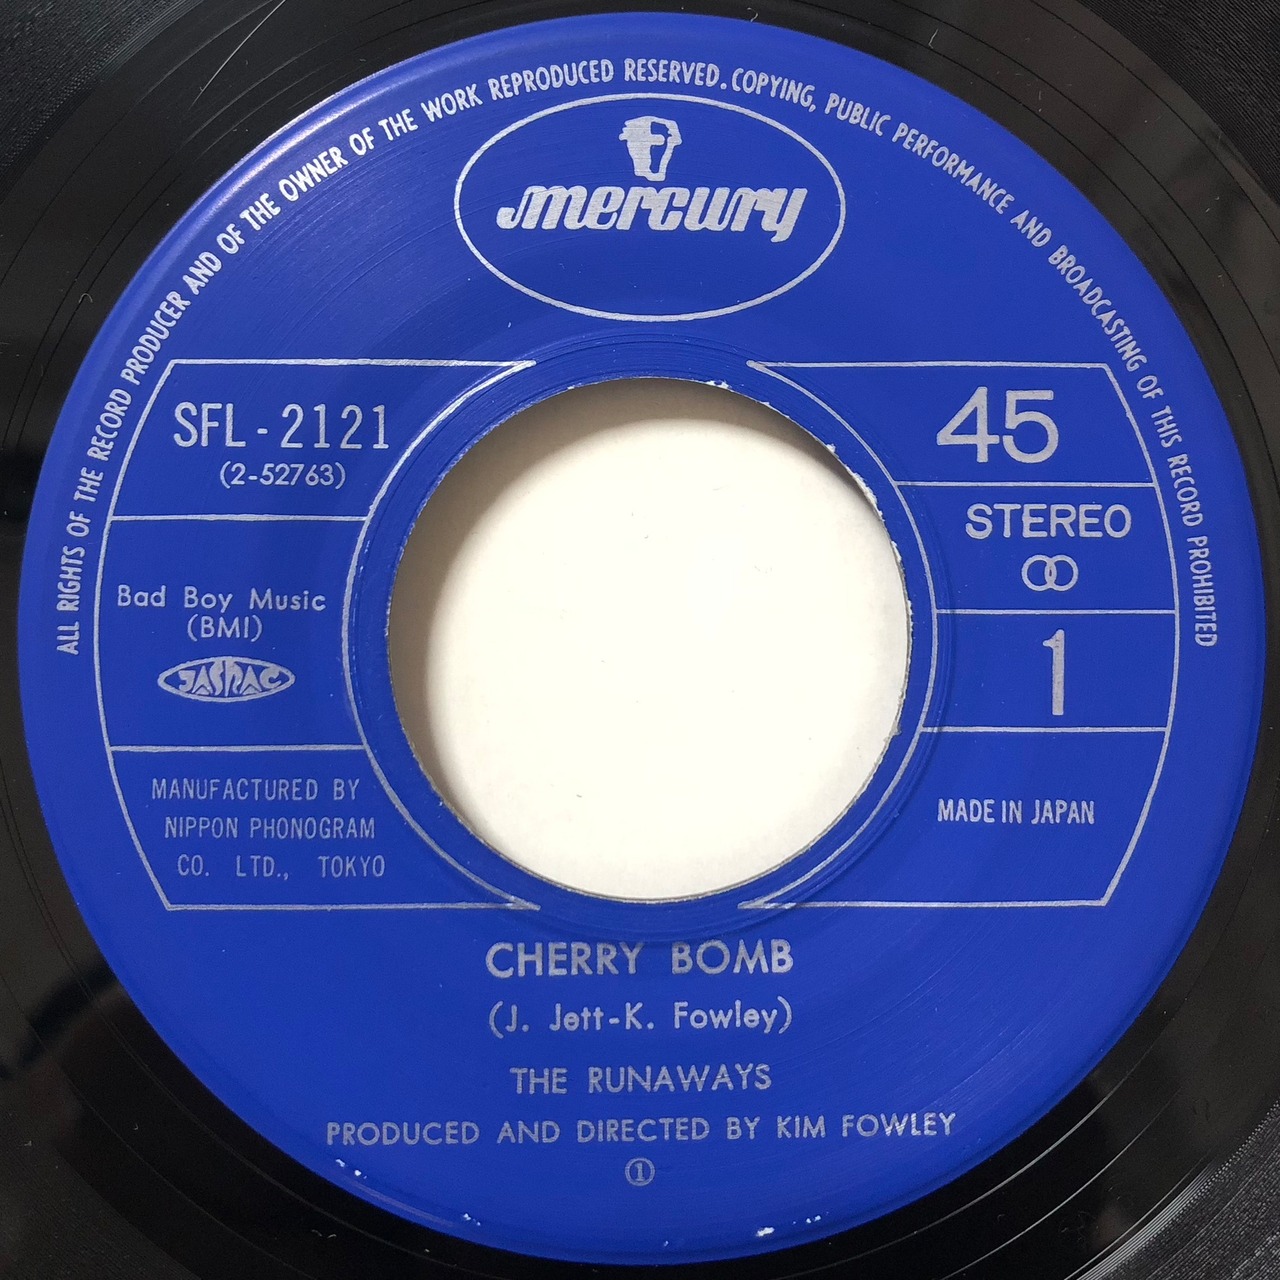 ALL RIGHTS OF THE RECORD PRODUCER AND OF THE OWNER OF THE WORK REPRODUCED RESERVED. COPYING, PUBLIC PERFORMANCE AND BROADCASTING OF THIS RECORD PROHIBITED
mercury
SFL-2121
(2-52763)
Bad Boy Music
(BMI)
JASRAC
MANUFACTURED BY
NIPPON PHONOGRAM
CO. LTD., TOKYO
45
STEREO
1
MADE IN JAPAN
CHERRY BOMB
(J. Jett-K. Fowley)
THE RUNAWAYS
PRODUCED AND DIRECTED BY KIM FOWLEY
①